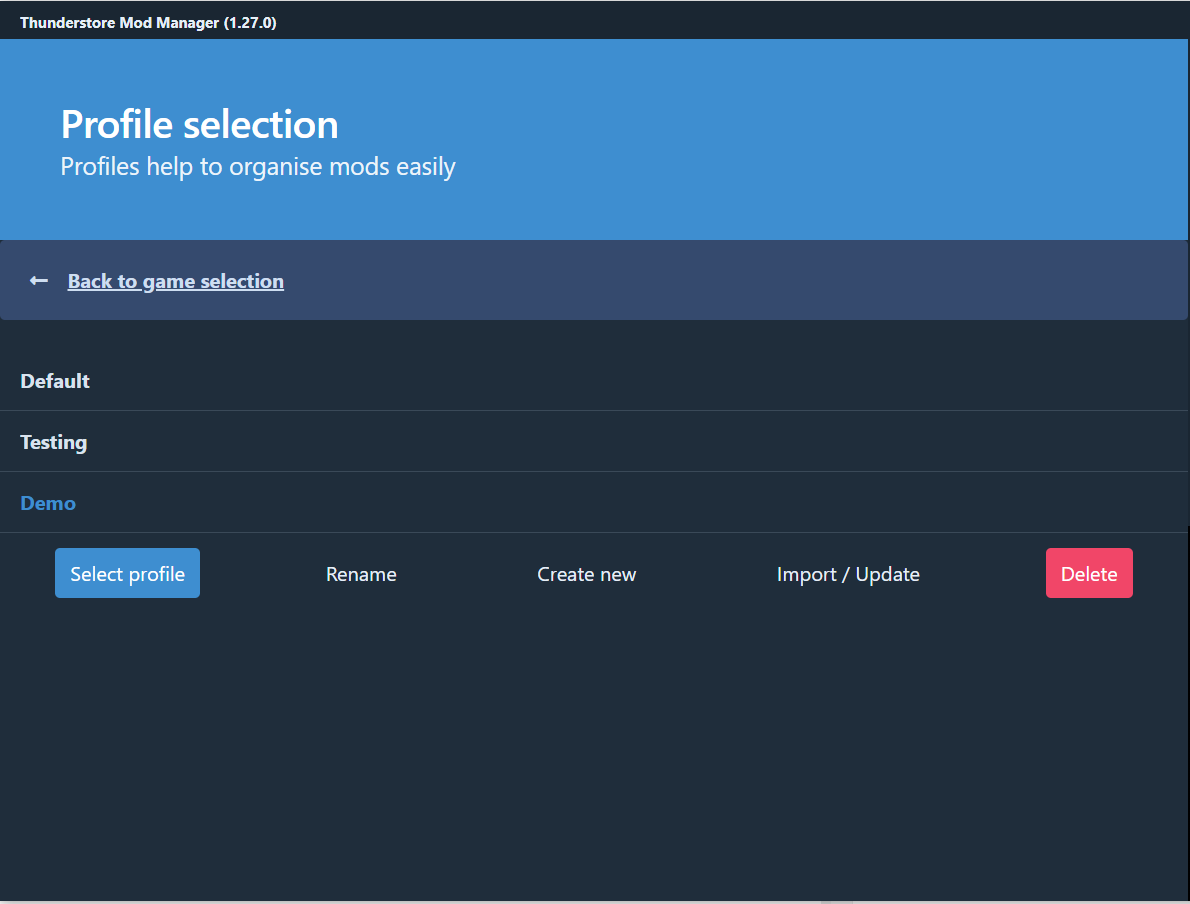 Thunderstore Mod Manager (1.27.0)
Profile selection
Profiles help to organise mods easily
Back to game selection
Default
Testing
Demo
Select profile Rename Create new Import / Update Delete